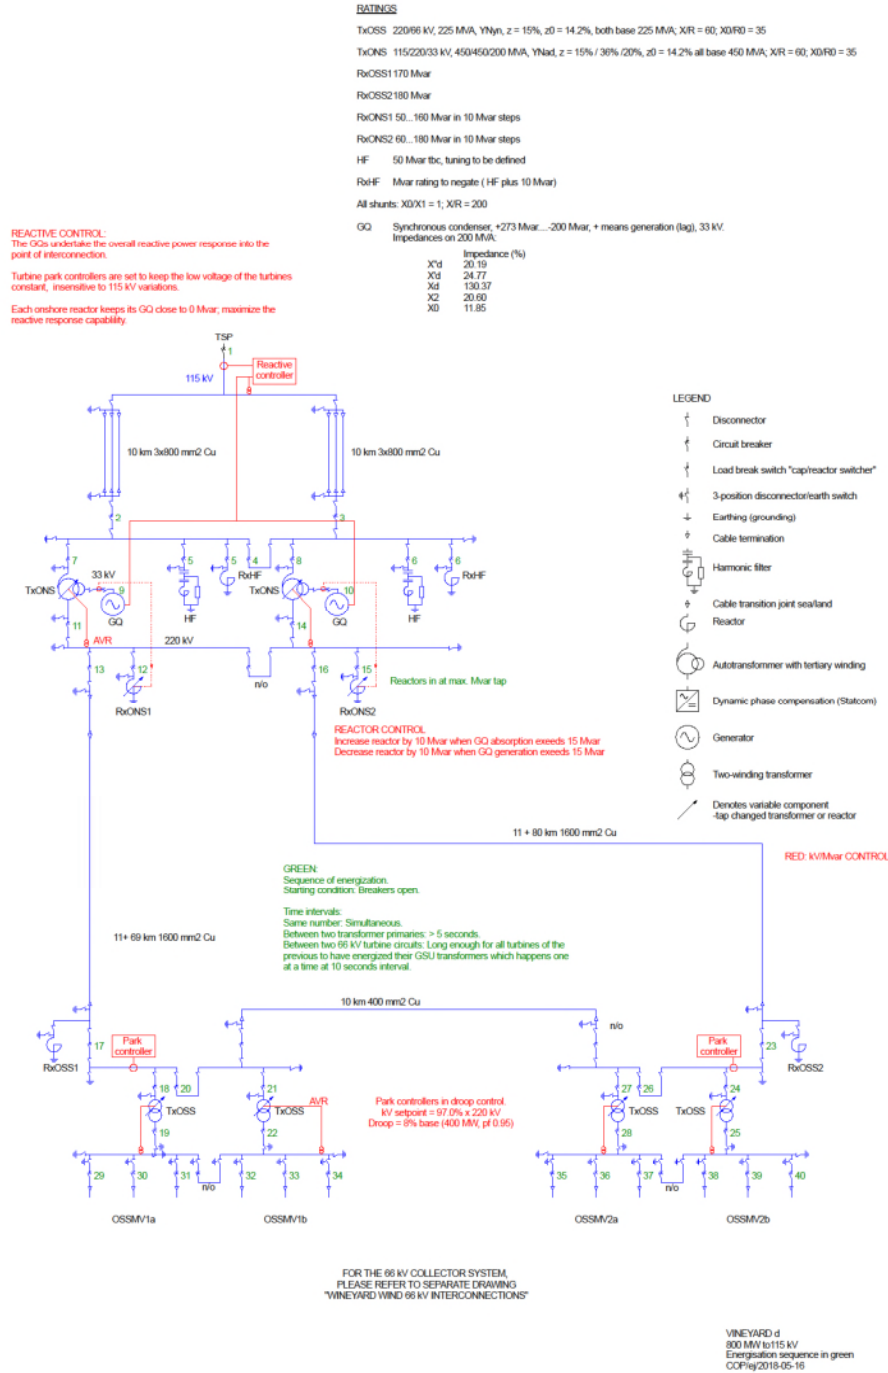 RATINGS
TxOSS 220/66 kV, 225 MVA, YNyn, z = 15%, z0 = 14.2%, both base 225 MVA; X/R = 60; X0/R0 = 35
TxONS 115/220/33 kV, 450/450/200 MVA, YNad, z = 15% / 36% /20%, z0 = 14.2% all base 450 MVA; X/R = 60; X0/R0 = 35
RxOSS1170 Mvar
RxOSS2180 Mvar
RxONS1 50...160 Mvar in 10 Mvar steps
RxONS2 60...180 Mvar in 10 Mvar steps
HF 50 Mvar tbc, tuning to be defined
RxHF Mvar rating to negate ( HF plus 10 Mvar)
All shunts: X0/X1 = 1; X/R = 200
GQ Synchronous condenser, +273 Mvar....-200 Mvar, + means generation (lag), 33 kV.
Impedances on 200 MVA:
Impedance (%)
X"d 20.19
X'd 24.77
Xd 130.37
X2 20.60
X0 11.85
REACTIVE CONTROL:
The GQs undertake the overall reactive power response into the
point of interconnection.
Turbine park controllers are set to keep the low voltage of the turbines
constant, insensitive to 115 kV variations.
Each onshore reactor keeps its GQ close to 0 Mvar; maximize the
reactive response capability.
TSP
1
Reactive
controller
115 kV
10 km 3x800 mm2 Cu
10 km 3x800 mm2 Cu
2
3
7
5
5
4
8
6
6
33 kV
RxHF
RxHF
TxONS
9
TxONS
10
GQ
HF
GQ
HF
11
14
AVR
220 kV
13
12
16
15
n/o
Reactors in at max. Mvar tap
RxONS1
RxONS2
REACTOR CONTROL
Increase reactor by 10 Mvar when GQ absorption exeeds 15 Mvar
Decrease reactor by 10 Mvar when GQ generation exeeds 15 Mvar
LEGEND
Disconnector
Circuit breaker
Load break switch "cap/reactor switcher"
3-position disconnector/earth switch
Earthing (grounding)
Cable termination
Harmonic filter
Cable transition joint sea/land
Reactor
Autotransformmer with tertiary winding
Dynamic phase compensation (Statcom)
Generator
Two-winding transformer
Denotes variable component
-tap changed transformer or reactor
11 + 80 km 1600 mm2 Cu
RED: kV/Mvar CONTROL
GREEN:
Sequence of energization.
Starting condition: Breakers open.
Time intervals:
Same number: Simultaneous.
Between two transformer primaries: > 5 seconds.
Between two 66 kV turbine circuits: Long enough for all turbines of the
previous to have energized their GSU transformers which happens one
at a time at 10 seconds interval.
11+ 69 km 1600 mm2 Cu
10 km 400 mm2 Cu
n/o
17
Park
controller
Park
controller
23
RxOSS1
RxOSS2
18
20
21
27
26
24
TxOSS
TxOSS
AVR
TxOSS
TxOSS
Park controllers in droop control.
kV setpoint = 97.0% x 220 kV
Droop = 8% base (400 MW, pf 0.95)
19
22
28
25
29
30
31
32
33
34
35
36
37
38
39
40
n/o
n/o
OSSMV1a
OSSMV1b
OSSMV2a
OSSMV2b
FOR THE 66 kV COLLECTOR SYSTEM,
PLEASE REFER TO SEPARATE DRAWING
"WINEYARD WIND 66 kV INTERCONNECTIONS"
VINEYARD d
800 MW to115 kV
Energisation sequence in green
COP/ej/2018-05-16